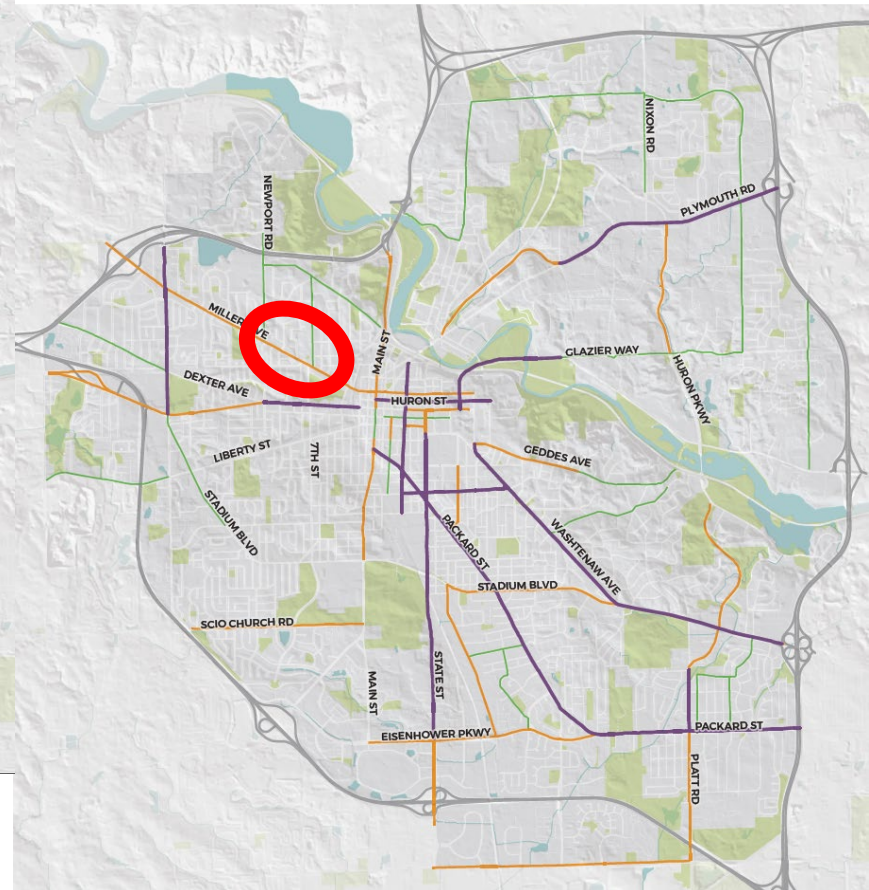 NIXON RD
NEWPORT RD
PLYMOUTH RD
MILLER AVE
MAIN ST
GLAZIER WAY
HURON PKWY
DEXTER AVE
HURON ST
LIBERTY ST
7TH ST
GEDDES AVE
STADIUM BLVD
PACKARD ST
WASHTENAW AVE
STADIUM BLVD
SCIO CHURCH RD
MAIN ST
STATE ST
EISENHOWER PKWY
PACKARD ST
PLATT RD